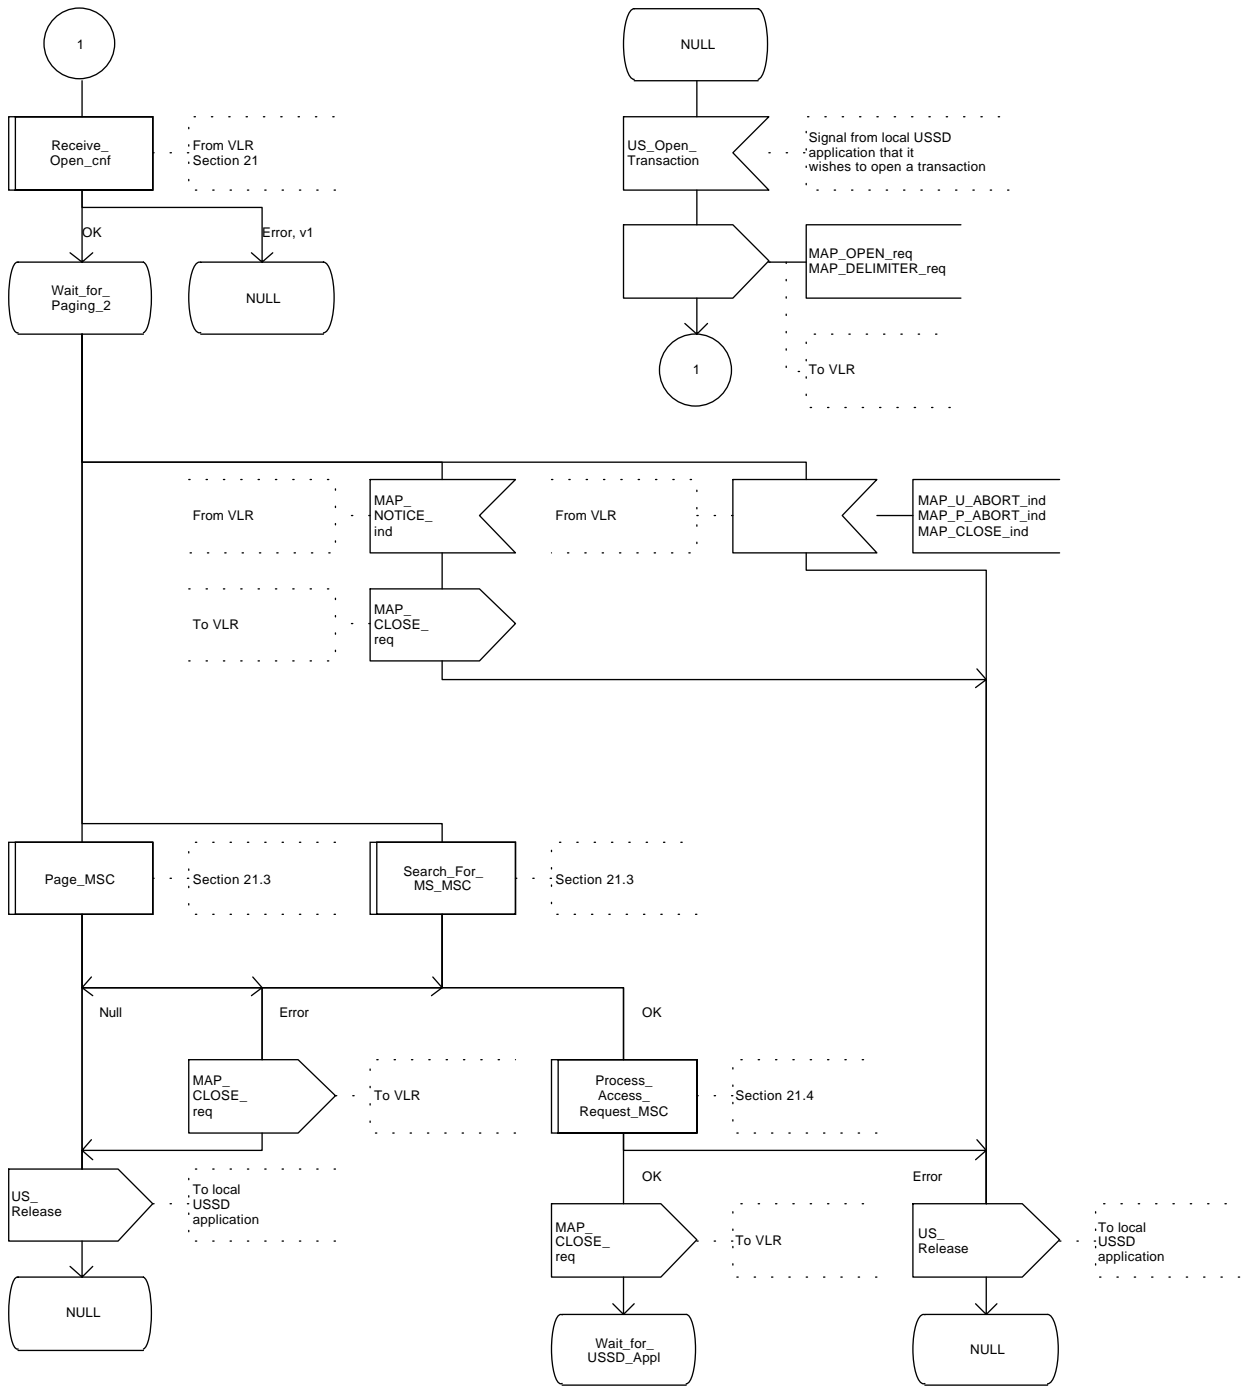 1
NULL
Receive_
Open_cnf
From VLR
Section 21
US_Open_
Transaction
Signal from local USSD
application that it
wishes to open a transaction
OK
Error, v1
MAP_OPEN_req
MAP_DELIMITER_req
Wait_for_
Paging_2
NULL
1
To VLR
From VLR
MAP_
NOTICE_
ind
From VLR
MAP_U_ABORT_ind
MAP_P_ABORT_ind
MAP_CLOSE_ind
To VLR
MAP_
CLOSE_
req
Page_MSC
Section 21.3
Search_For_
MS_MSC
Section 21.3
Null
Error
OK
MAP_
CLOSE_
req
To VLR
Process_
Access_
Request_MSC
Section 21.4
US_
Release
To local
USSD
application
OK
Error
MAP_
CLOSE_
req
To VLR
US_
Release
To local
USSD
application
NULL
Wait_for_
USSD_Appl
NULL